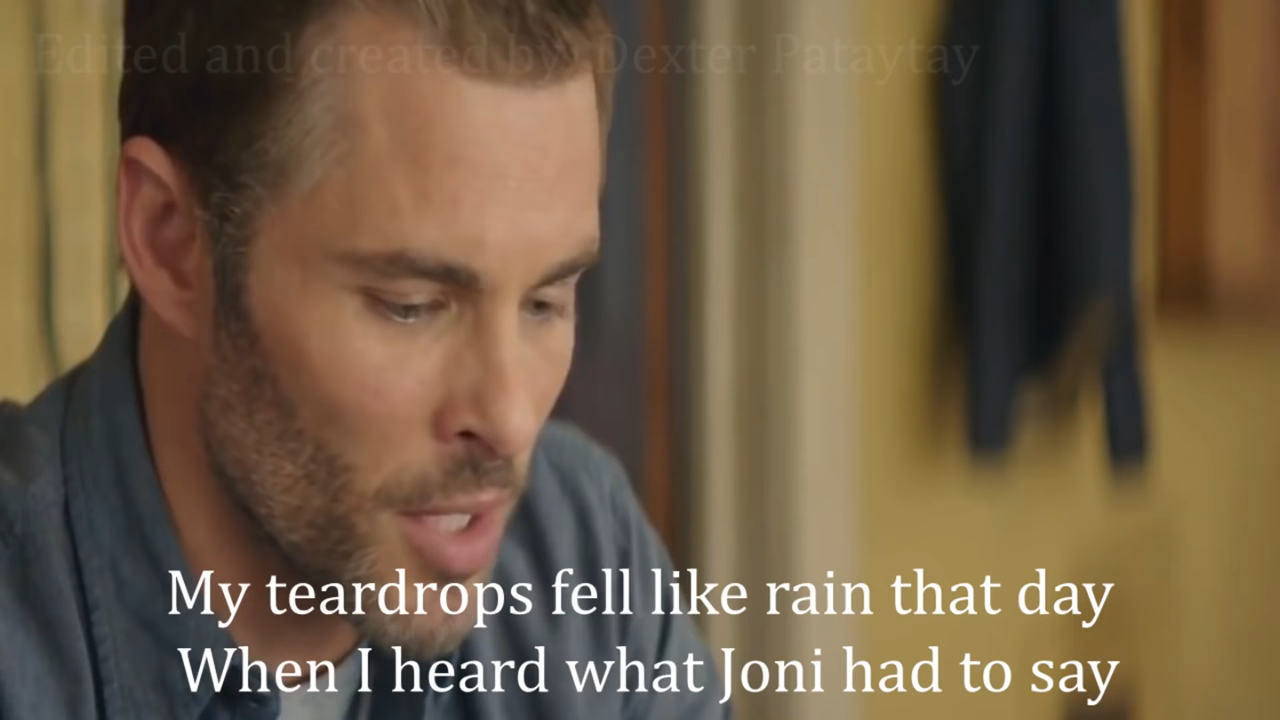 Edited and created by: Dexter Pataytay
My teardrops fell like rain that day
When I heard what Joni had to say